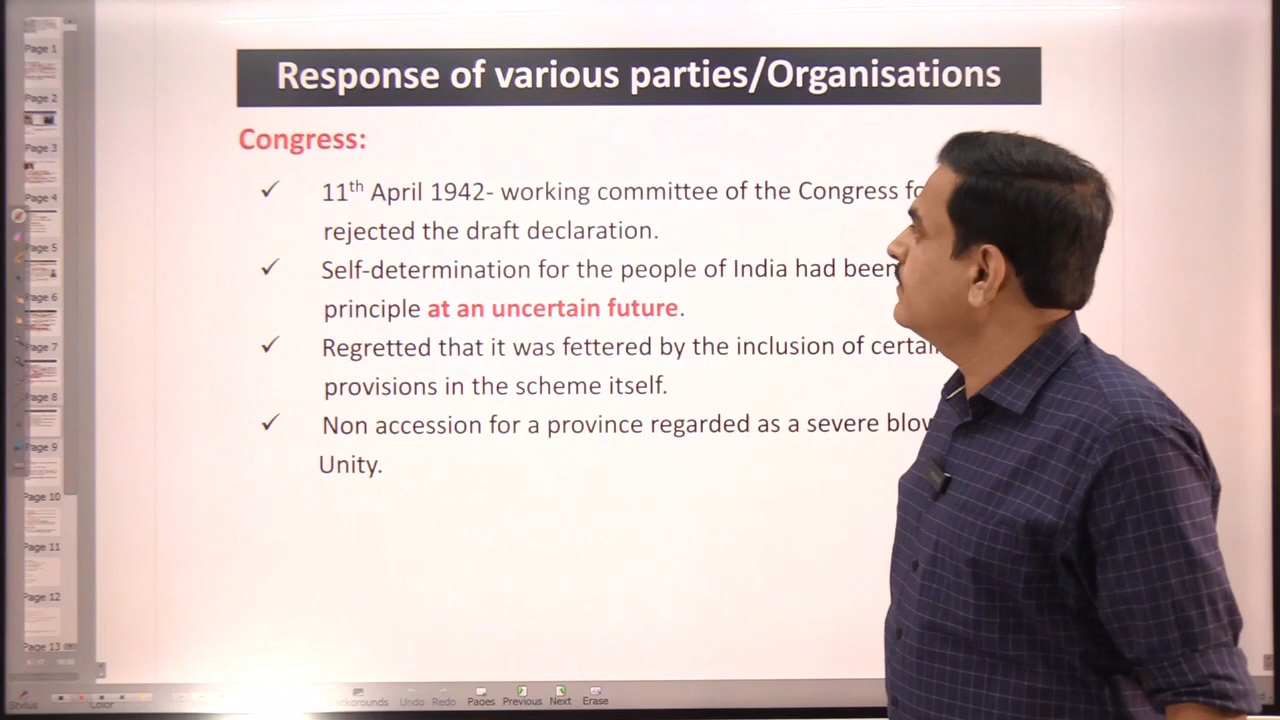 Response of various parties/Organisations
Congress:
✓ 11th April 1942- working committee of the Congress
rejected the draft declaration.
✓ Self-determination for the people of India had been
principle at an uncertain future.
✓ Regretted that it was fettered by the inclusion of
provisions in the scheme itself.
✓ Non accession for a province regarded as a severe
Unity.
Page 1
Page 2
Page 3
Page 4
Page 5
Page 6
Page 7
Page 8
Page 9
Page 10
Page 11
Page 12
Page 13
Stylus
Color
Undo Redo Pages Previous Next Erase